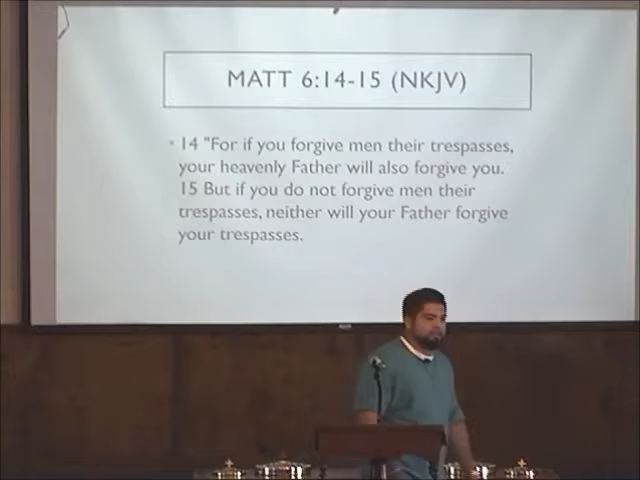 MATT 6:14-15 (NKJV)
• 14 "For if you forgive men their trespasses,
your heavenly Father will also forgive you.
15 But if you do not forgive men their
trespasses, neither will your Father forgive
your trespasses.